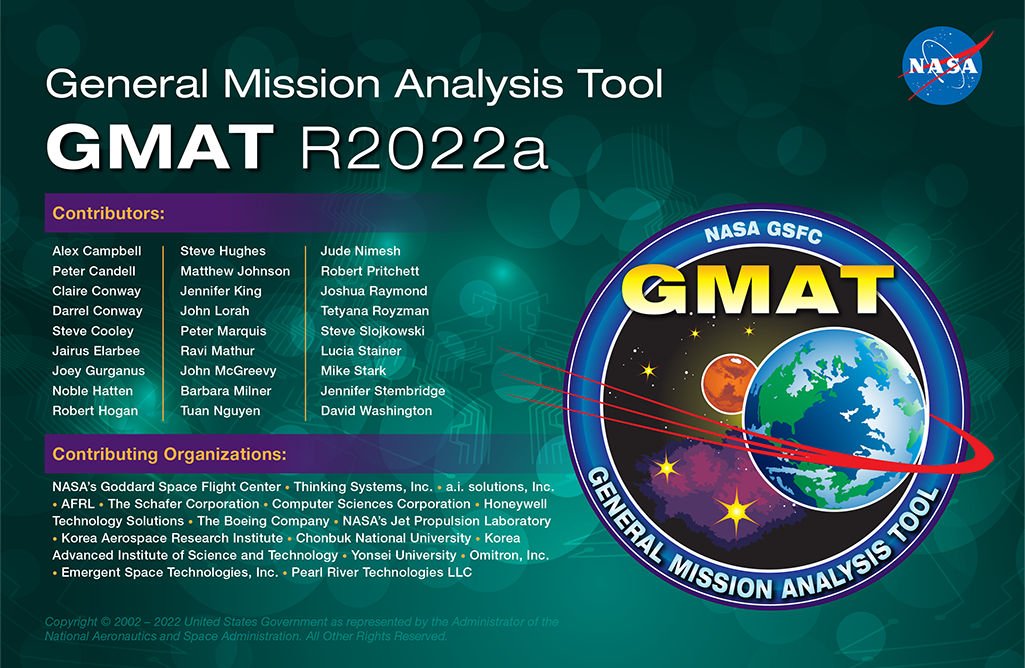 NASA
General Mission Analysis Tool
GMAT R2022a
Contributors:
Alex Campbell
Peter Candell
Claire Conway
Darrel Conway
Steve Cooley
Jairus Elarbee
Joey Gurganus
Noble Hatten
Robert Hogan
Steve Hughes
Matthew Johnson
Jennifer King
John Lorah
Peter Marquis
Ravi Mathur
John McGreevy
Barbara Milner
Tuan Nguyen
Jude Nimesh
Robert Pritchett
Joshua Raymond
Tetyana Royzman
Steve Slojkowski
Lucia Stainer
Mike Stark
Jennifer Stembridge
David Washington
Contributing Organizations:
NASA's Goddard Space Flight Center • Thinking Systems, Inc. • a.i. solutions, Inc.
• AFRL • The Schafer Corporation • Computer Sciences Corporation • Honeywell
Technology Solutions • The Boeing Company • NASA's Jet Propulsion Laboratory
• Korea Aerospace Research Institute • Chonbuk National University • Korea
Advanced Institute of Science and Technology • Yonsei University • Omitron, Inc.
• Emergent Space Technologies, Inc. • Pearl River Technologies LLC
Copyright © 2002 – 2022 United States Government as represented by the Administrator of the
National Aeronautics and Space Administration. All Other Rights Reserved.
NASA GSFC
GMAT
GENERAL MISSION ANALYSIS TOOL